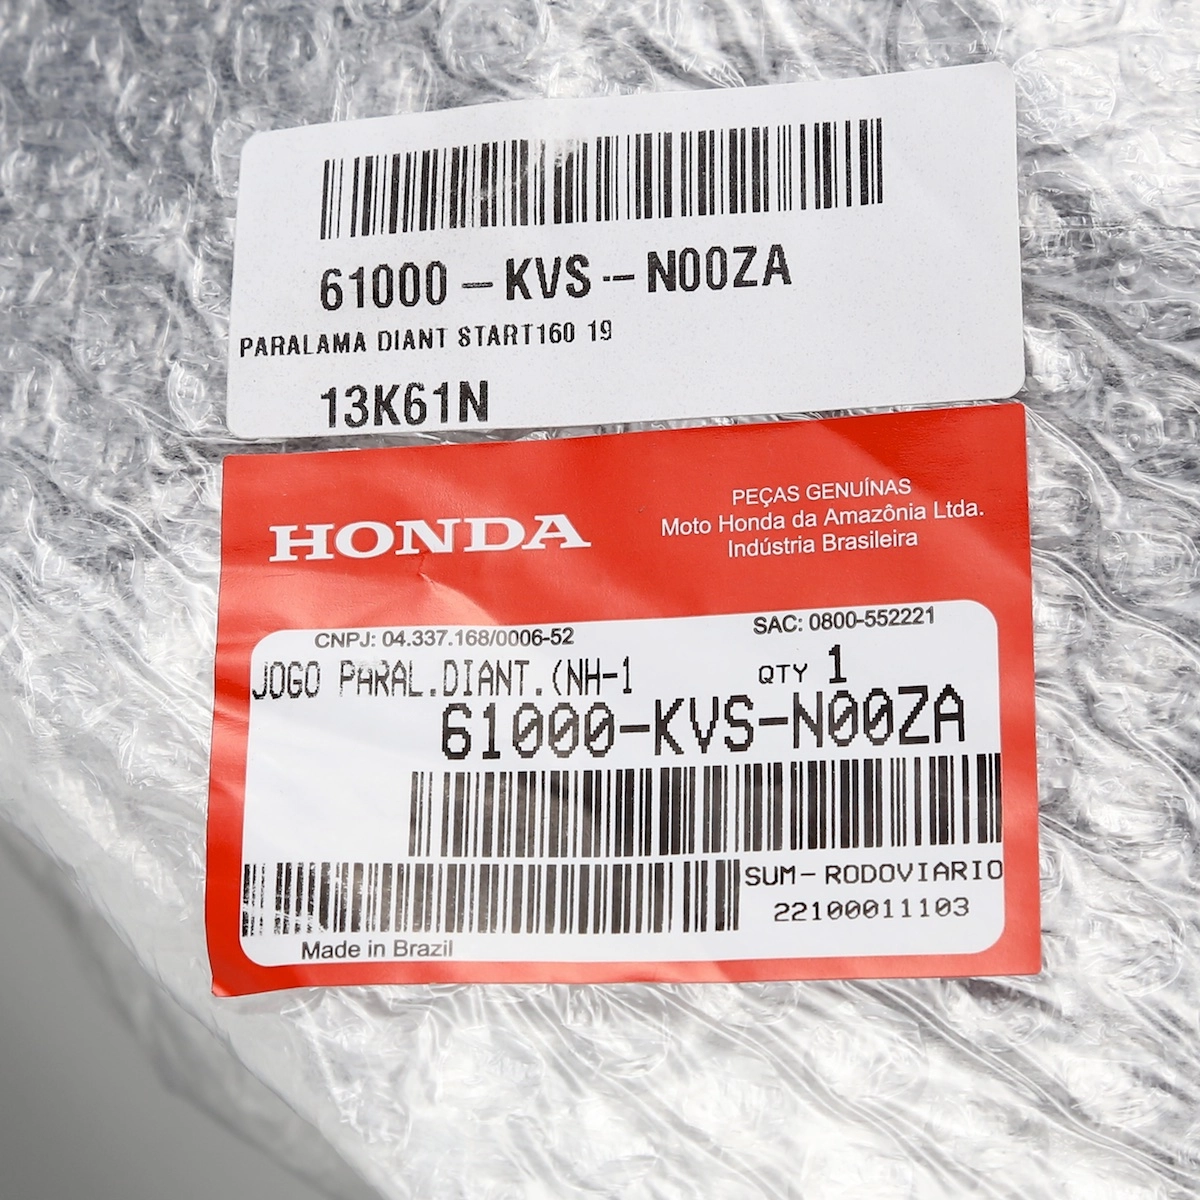 61000-KVS--N00ZA
PARALAMA DIANT START160 19
13K61N
HONDA
PEÇAS GENUÍNAS
Moto Honda da Amazônia Ltda.
Indústria Brasileira
CNPJ: 04.337.168/0006-52
SAC: 0800-552221
JOGO PARAL.DIANT.(NH-1
QTY 1
61000-KVS-N00ZA
SUM-RODOVIARIO
22100011103
Made in Brazil